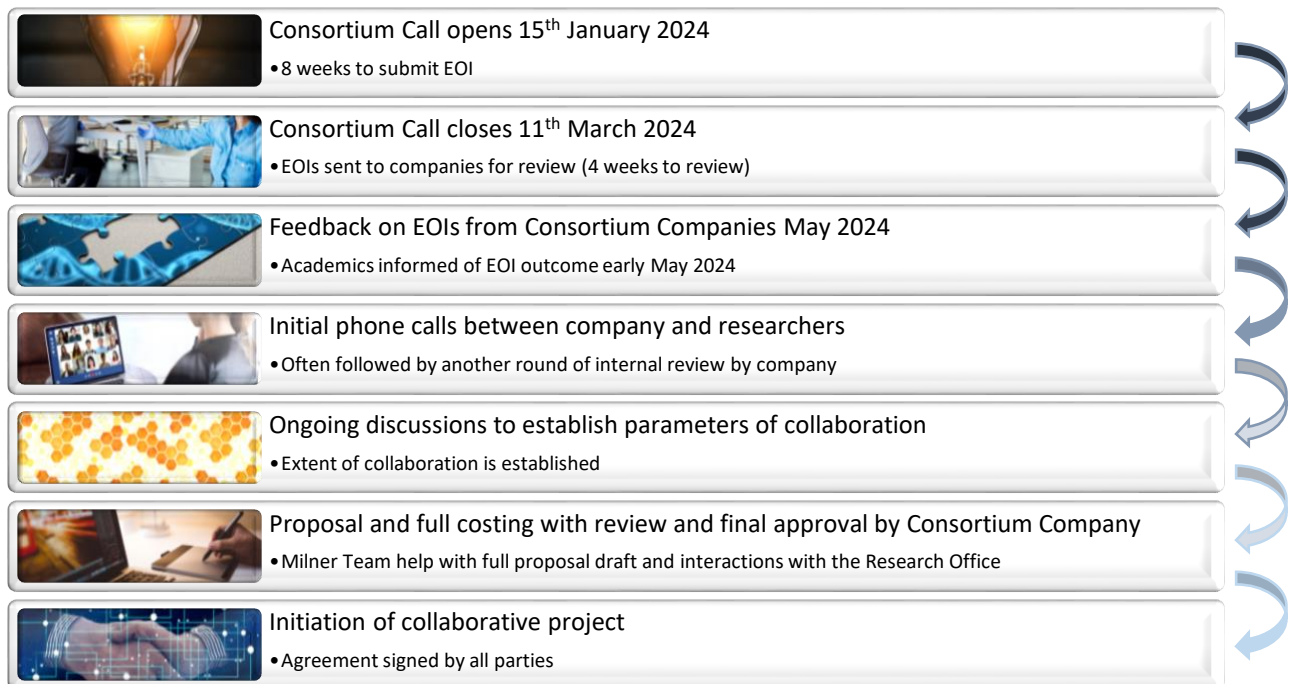 Consortium Call opens 15th January 2024
•8 weeks to submit EOI
Consortium Call closes 11th March 2024
•EOIs sent to companies for review (4 weeks to review)
Feedback on EOIs from Consortium Companies May 2024
•Academics informed of EOI outcome early May 2024
Initial phone calls between company and researchers
•Often followed by another round of internal review by company
Ongoing discussions to establish parameters of collaboration
•Extent of collaboration is established
Proposal and full costing with review and final approval by Consortium Company
•Milner Team help with full proposal draft and interactions with the Research Office
Initiation of collaborative project
•Agreement signed by all parties